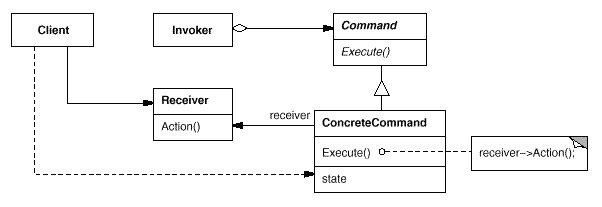 Client
Invoker
Command
Execute()
Receiver
Action()
receiver
ConcreteCommand
Execute()
receiver->Action();
state